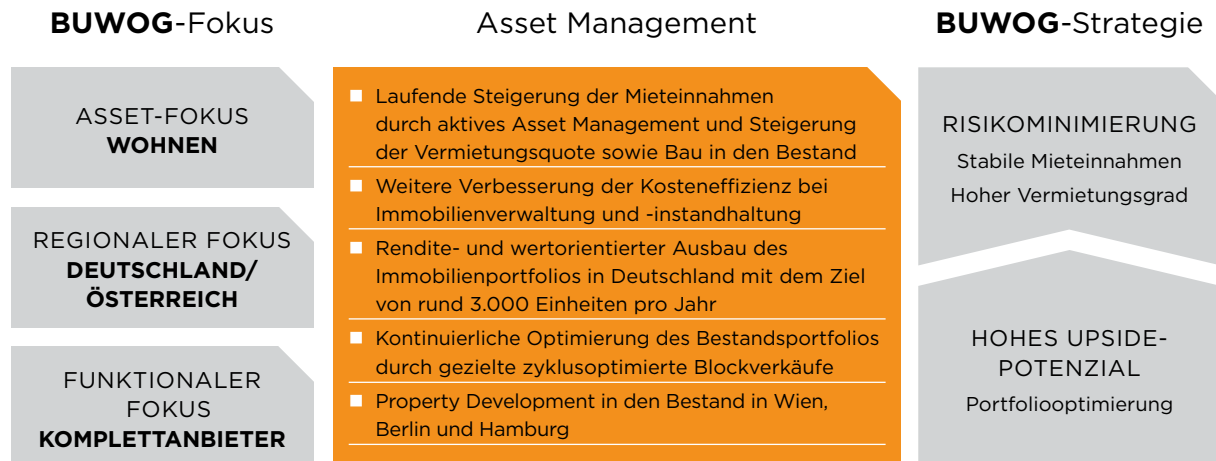 BUWOG-Fokus
ASSET-FOKUS
WOHNEN
REGIONALER FOKUS
DEUTSCHLAND/
ÖSTERREICH
FUNKTIONALER
FOKUS
KOMPLETTANBIETER
Asset Management
Laufende Steigerung der Mieteinnahmen
durch aktives Asset Management und Steigerung
der Vermietungsquote sowie Bau in den Bestand
Weitere Verbesserung der Kosteneffizienz bei
Immobilienverwaltung und -instandhaltung
Rendite- und wertorientierter Ausbau des
Immobilienportfolios in Deutschland mit dem Ziel
von rund 3.000 Einheiten pro Jahr
Kontinuierliche Optimierung des Bestandsportfolios
durch gezielte zyklusoptimierte Blockverkäufe
Property Development in den Bestand in Wien,
Berlin und Hamburg
BUWOG-Strategie
RISIKOMINIMIERUNG
Stabile Mieteinnahmen
Hoher Vermietungsgrad
HOHES UPSIDE-
POTENZIAL
Portfoliooptimierung